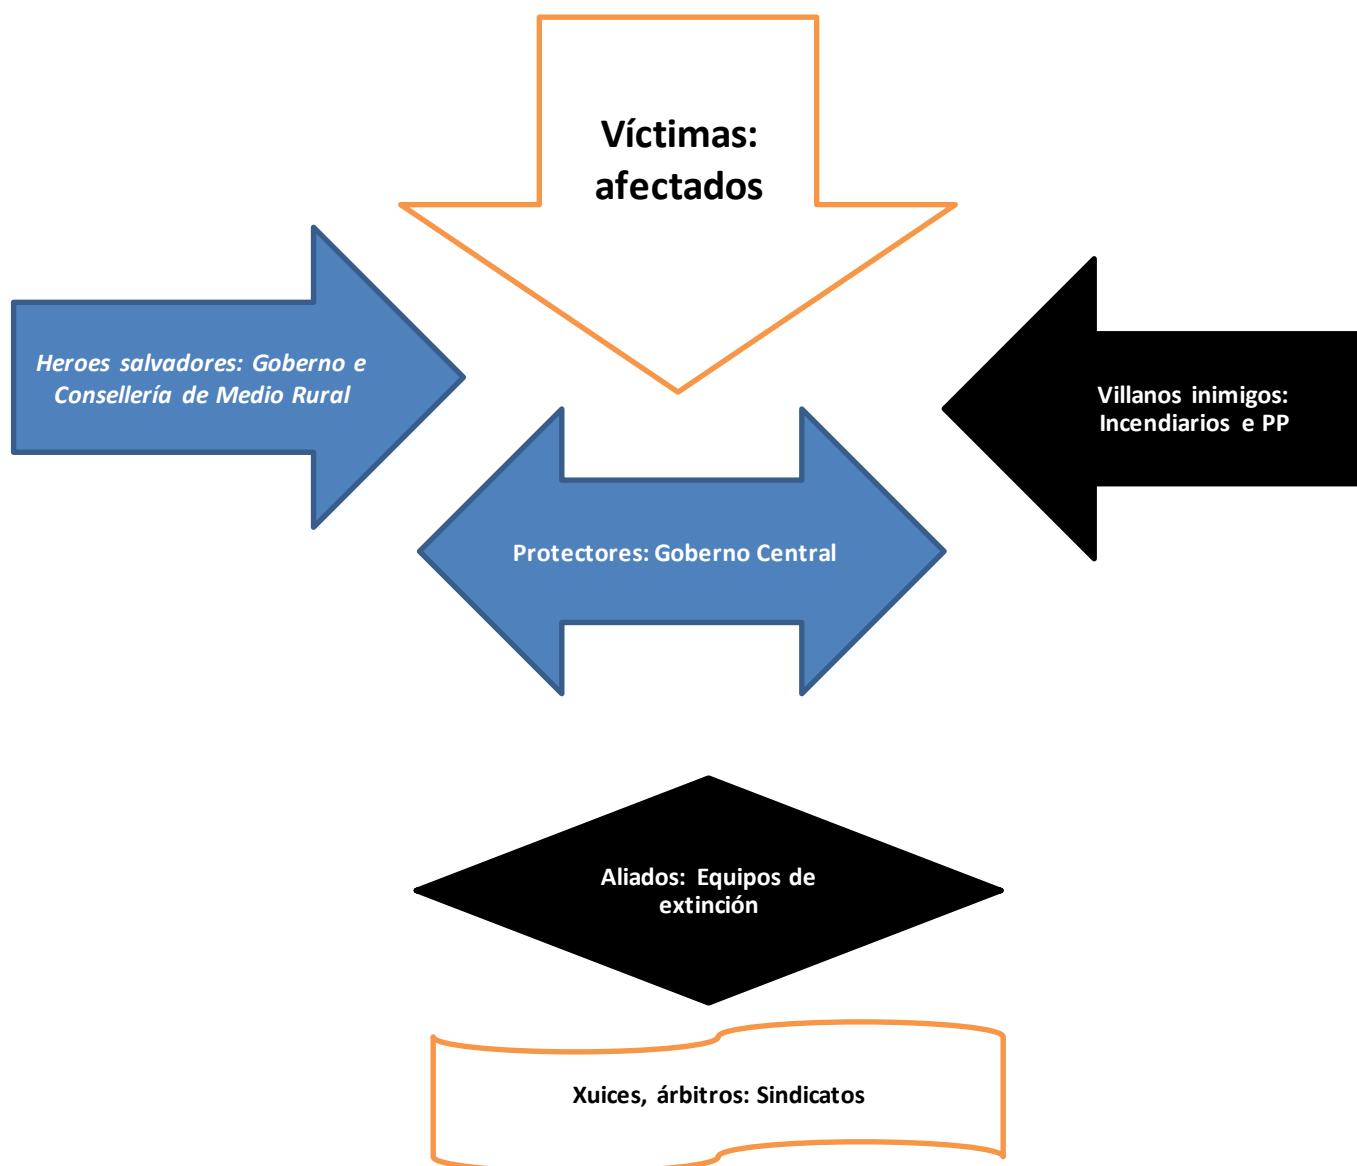 Víctimas:
afectados
Heroes salvadores: Goberno e
Consellería de Medio Rural
Villanos inimigos:
Incendiarios e PP
Protectores: Goberno Central
Aliados: Equipos de
extinción
Xuices, árbitros: Sindicatos